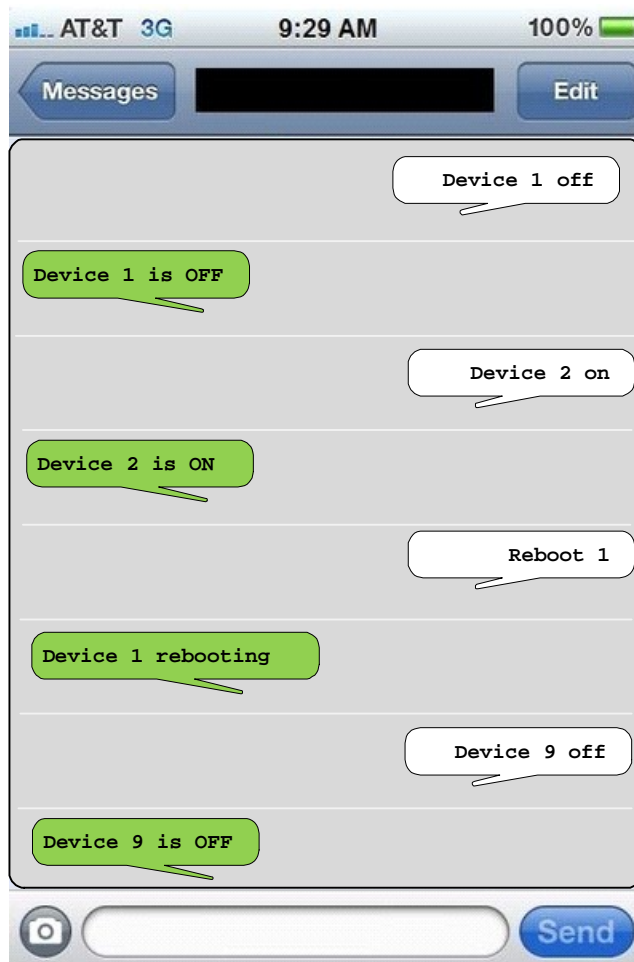 AT&T 3G 9:29 AM 100%
Messages Edit
Device 1 off
Device 1 is OFF
Device 2 on
Device 2 is ON
Reboot 1
Device 1 rebooting
Device 9 off
Device 9 is OFF
Send